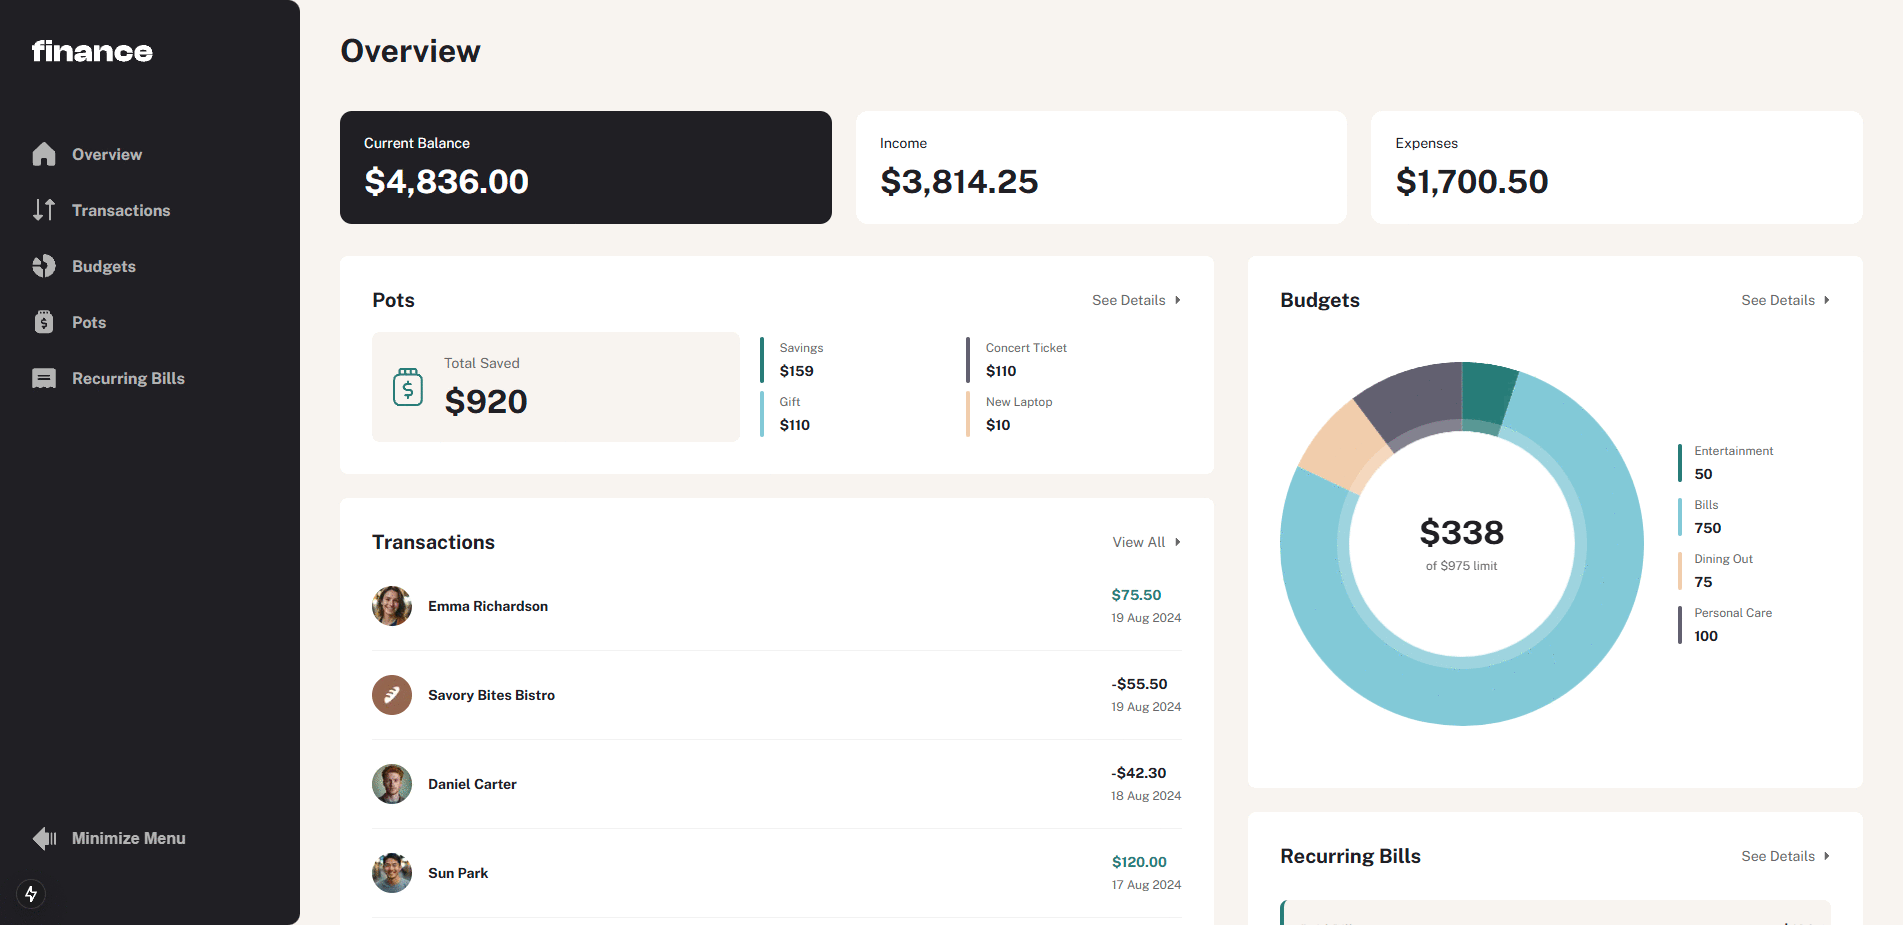 finance
Overview
Transactions
Budgets
Pots
Recurring Bills
Minimize Menu
Overview
Current Balance
$4,836.00
Income
$3,814.25
Expenses
$1,700.50
Pots
See Details
Total Saved
$920
Savings
$159
Concert Ticket
$110
Gift
$110
New Laptop
$10
Transactions
View All
Emma Richardson
$75.50
19 Aug 2024
Savory Bites Bistro
-$55.50
19 Aug 2024
Daniel Carter
-$42.30
18 Aug 2024
Sun Park
$120.00
17 Aug 2024
Budgets
See Details
$338
of $975 limit
Entertainment
50
Bills
750
Dining Out
75
Personal Care
100
Recurring Bills
See Details